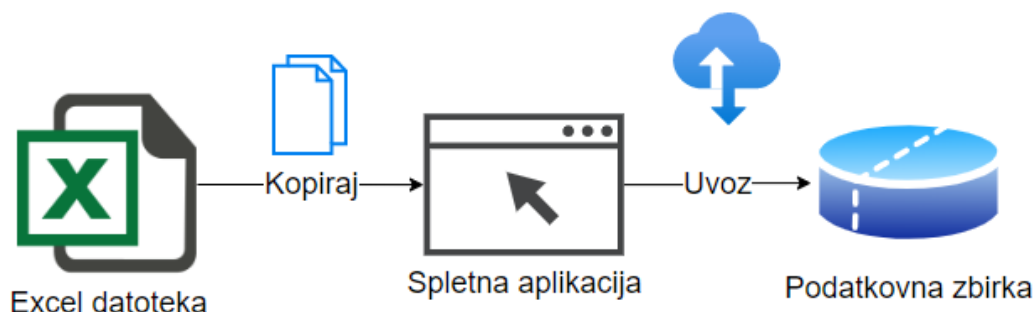 Kopiraj
Uvoz
X
Spletna aplikacija
Podatkovna zbirka
Excel datoteka